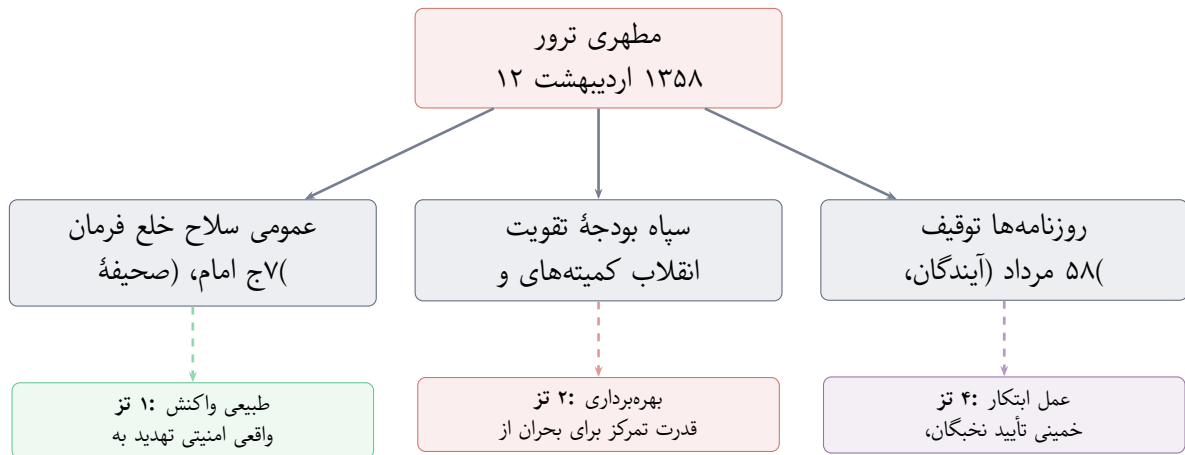 مطهری ترور
۱۳۵۸ اردیبهشت ۱۲
عمومی سلاح خلع فرمان
)۷ج امام، (صحیفهٔ
سپاه بودجهٔ تقویت
انقلاب کمیته‌های و
روزنامه‌ها توقیف
)۵۸ مرداد (آیندگان،
طبیعی واکنش :۱ تز
واقعی امنیتی تهدید به
بهره‌برداری :۲ تز
قدرت تمرکز برای بحران از
عمل ابتکار :۴ تز
خمینی تأیید نخبگان،